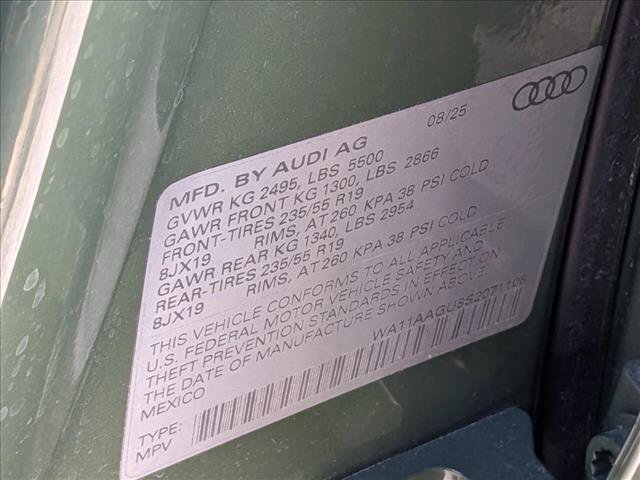 MFD. BY AUDI AG 08/25
GVWR KG 2495, LBS 5500
GAWR FRONT KG 1300, LBS 2866
FRONT-TIRES 235/55 R19
8JX19 RIMS, AT 260 KPA 38 PSI COLD
GAWR REAR KG 1340, LBS 2954
REAR-TIRES 235/55 R19
8JX19 RIMS, AT 260 KPA 38 PSI COLD
THIS VEHICLE CONFORMS TO ALL APPLICABLE
U.S. FEDERAL MOTOR VEHICLE SAFETY AND
THEFT PREVENTION STANDARDS IN EFFECT ON
THE DATE OF MANUFACTURE SHOWN ABOVE.
MEXICO WA11AAGU8S2071108
TYPE:
MPV